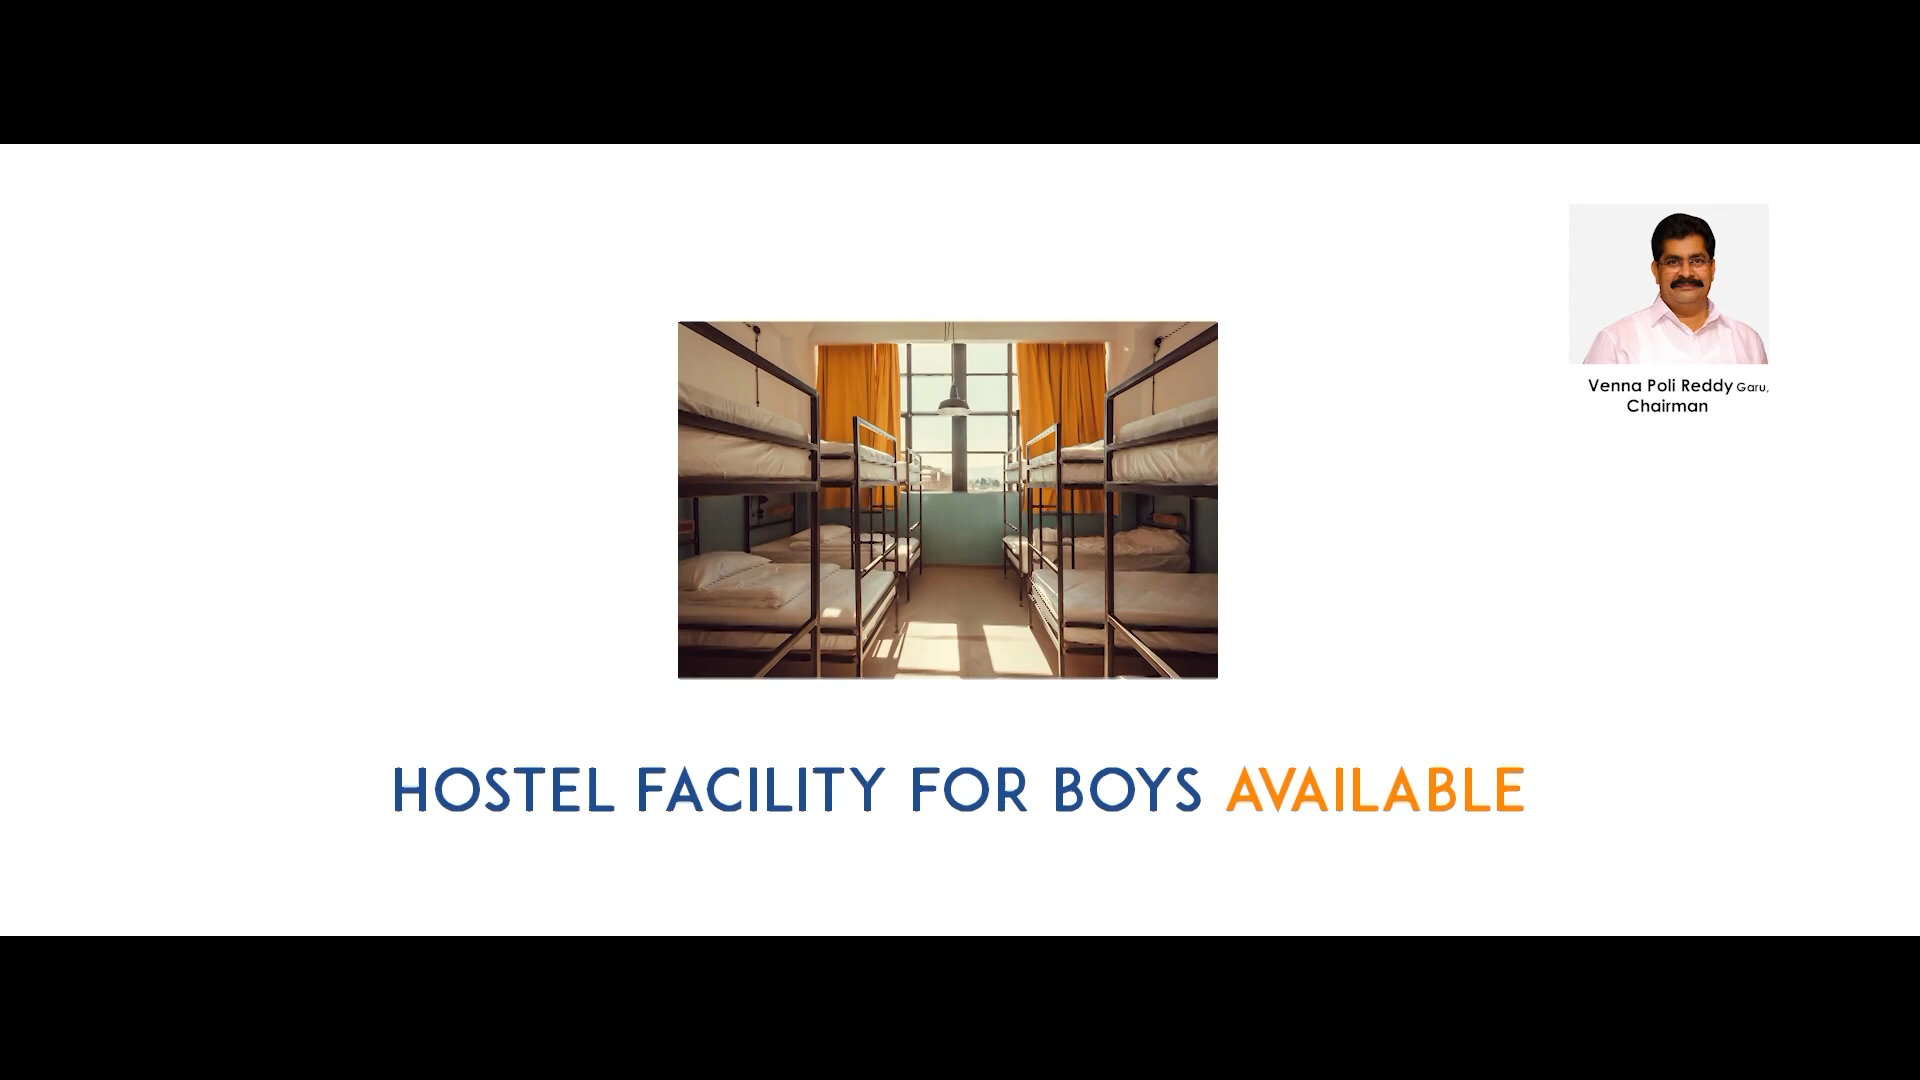 Venna Poli Reddy Garu,
Chairman
HOSTEL FACILITY FOR BOYS AVAILABLE